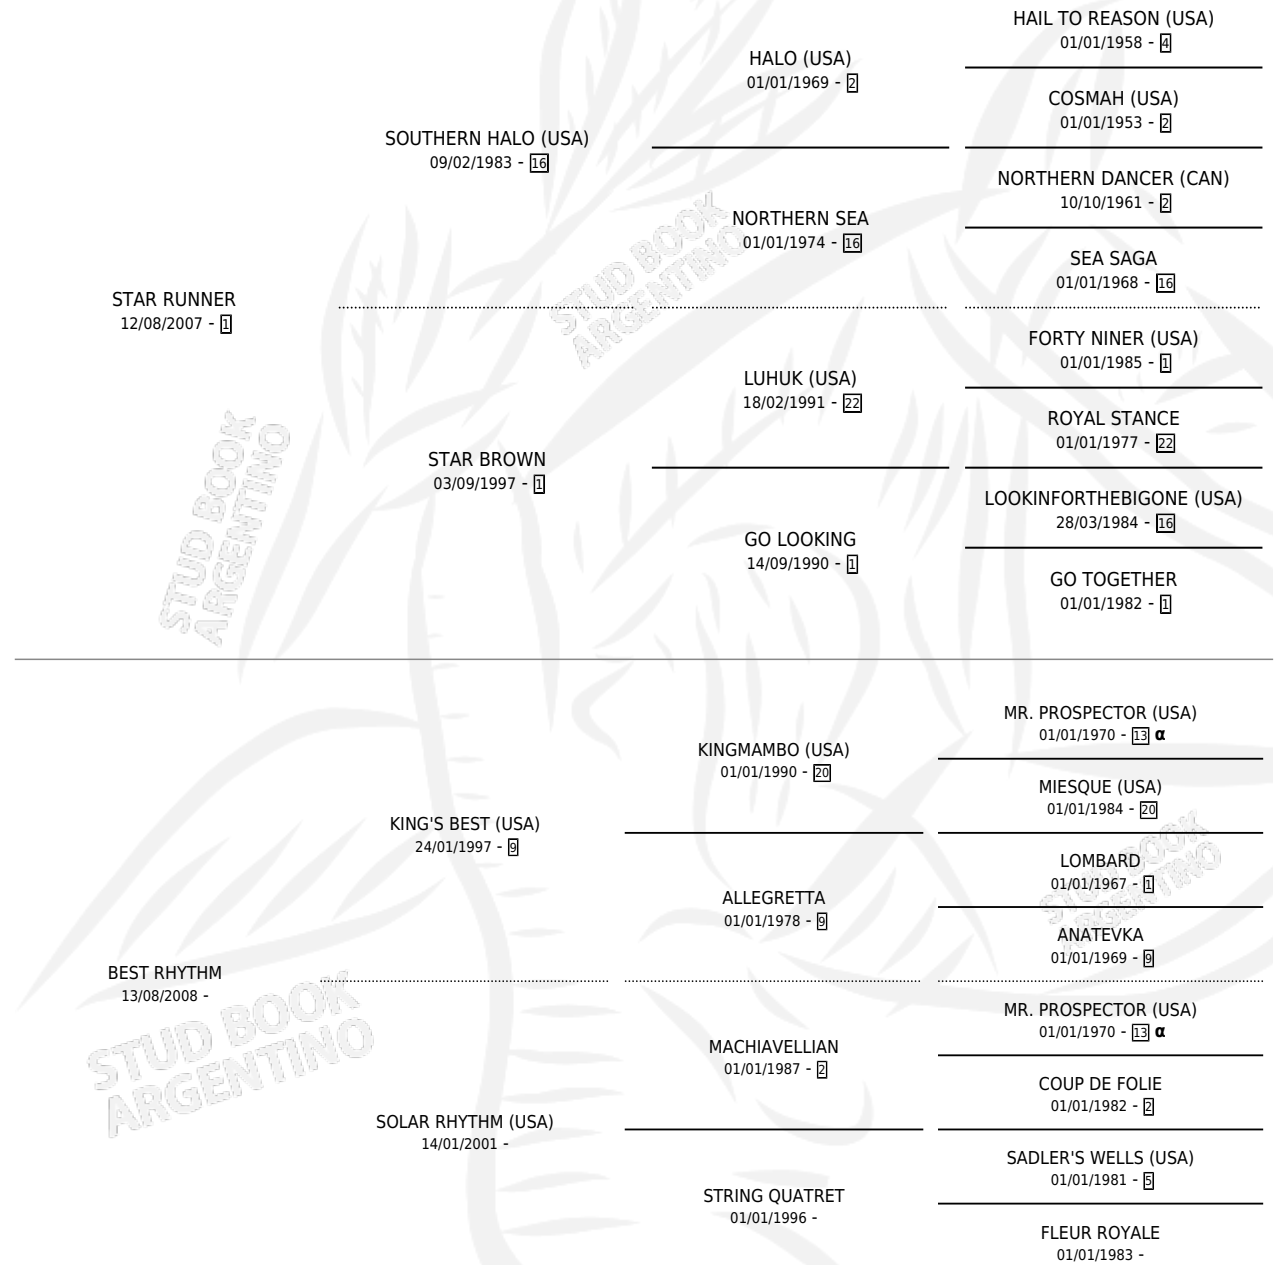 HAIL TO REASON (USA)
01/01/1958 - 4
HALO (USA)
01/01/1969 - 2
COSMAH (USA)
01/01/1953 - 2
SOUTHERN HALO (USA)
09/02/1983 - 16
NORTHERN DANCER (CAN)
10/10/1961 - 2
NORTHERN SEA
01/01/1974 - 16
SEA SAGA
01/01/1968 - 16
STAR RUNNER
12/08/2007 - 1
FORTY NINER (USA)
01/01/1985 - 1
LUHUK (USA)
18/02/1991 - 22
ROYAL STANCE
01/01/1977 - 22
STAR BROWN
03/09/1997 - 1
LOOKINFORTHEBIGONE (USA)
28/03/1984 - 16
GO LOOKING
14/09/1990 - 1
GO TOGETHER
01/01/1982 - 1
STUD BOOK
ARGENTINO
STUD BOOK
ARGENTINO
MR. PROSPECTOR (USA)
01/01/1970 - 13 α
KINGMAMBO (USA)
01/01/1990 - 20
MIESQUE (USA)
01/01/1984 - 20
KING'S BEST (USA)
24/01/1997 - 9
LOMBARD
01/01/1967 - 1
ALLEGRETTA
01/01/1978 - 9
ANATEVKA
01/01/1969 - 9
STUD BOOK
ARGENTINO
BEST RHYTHM
13/08/2008 -
MR. PROSPECTOR (USA)
01/01/1970 - 13 α
MACHIAVELLIAN
01/01/1987 - 2
COUP DE FOLIE
01/01/1982 - 2
SOLAR RHYTHM (USA)
14/01/2001 -
SADLER'S WELLS (USA)
01/01/1981 - 5
STRING QUATRET
01/01/1996 -
FLEUR ROYALE
01/01/1983 -
STUD BOOK
ARGENTINO